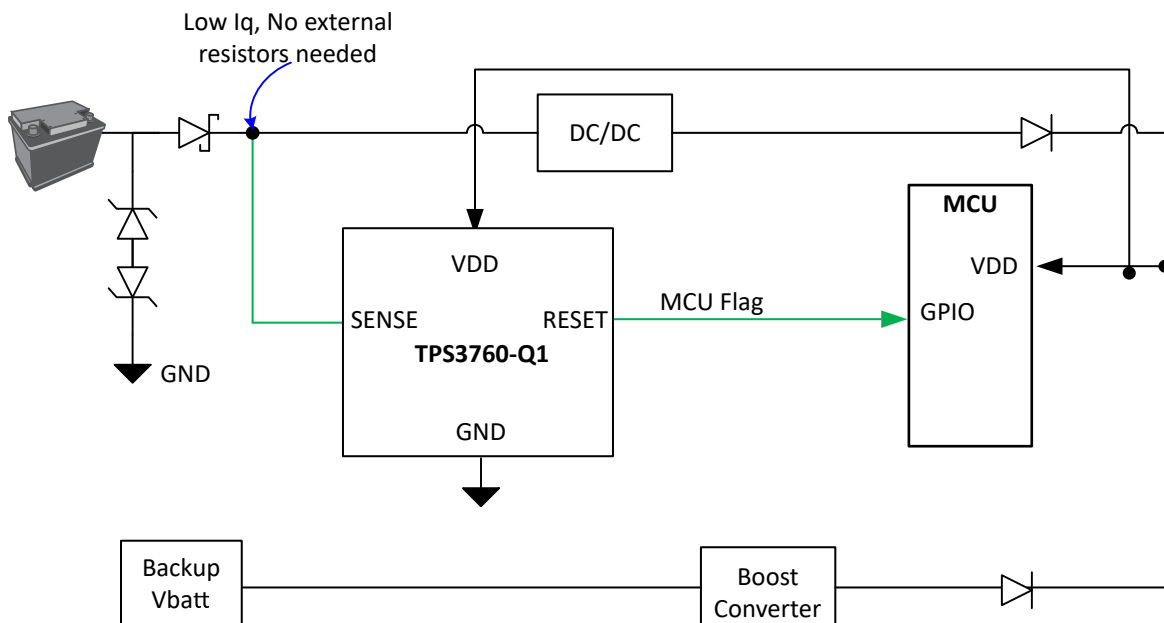 Low Iq, No external
resistors needed
DC/DC
MCU
VDD
VDD
SENSE
RESET
MCU Flag
GPIO
TPS3760-Q1
GND
GND
Backup
Vbatt
Boost
Converter